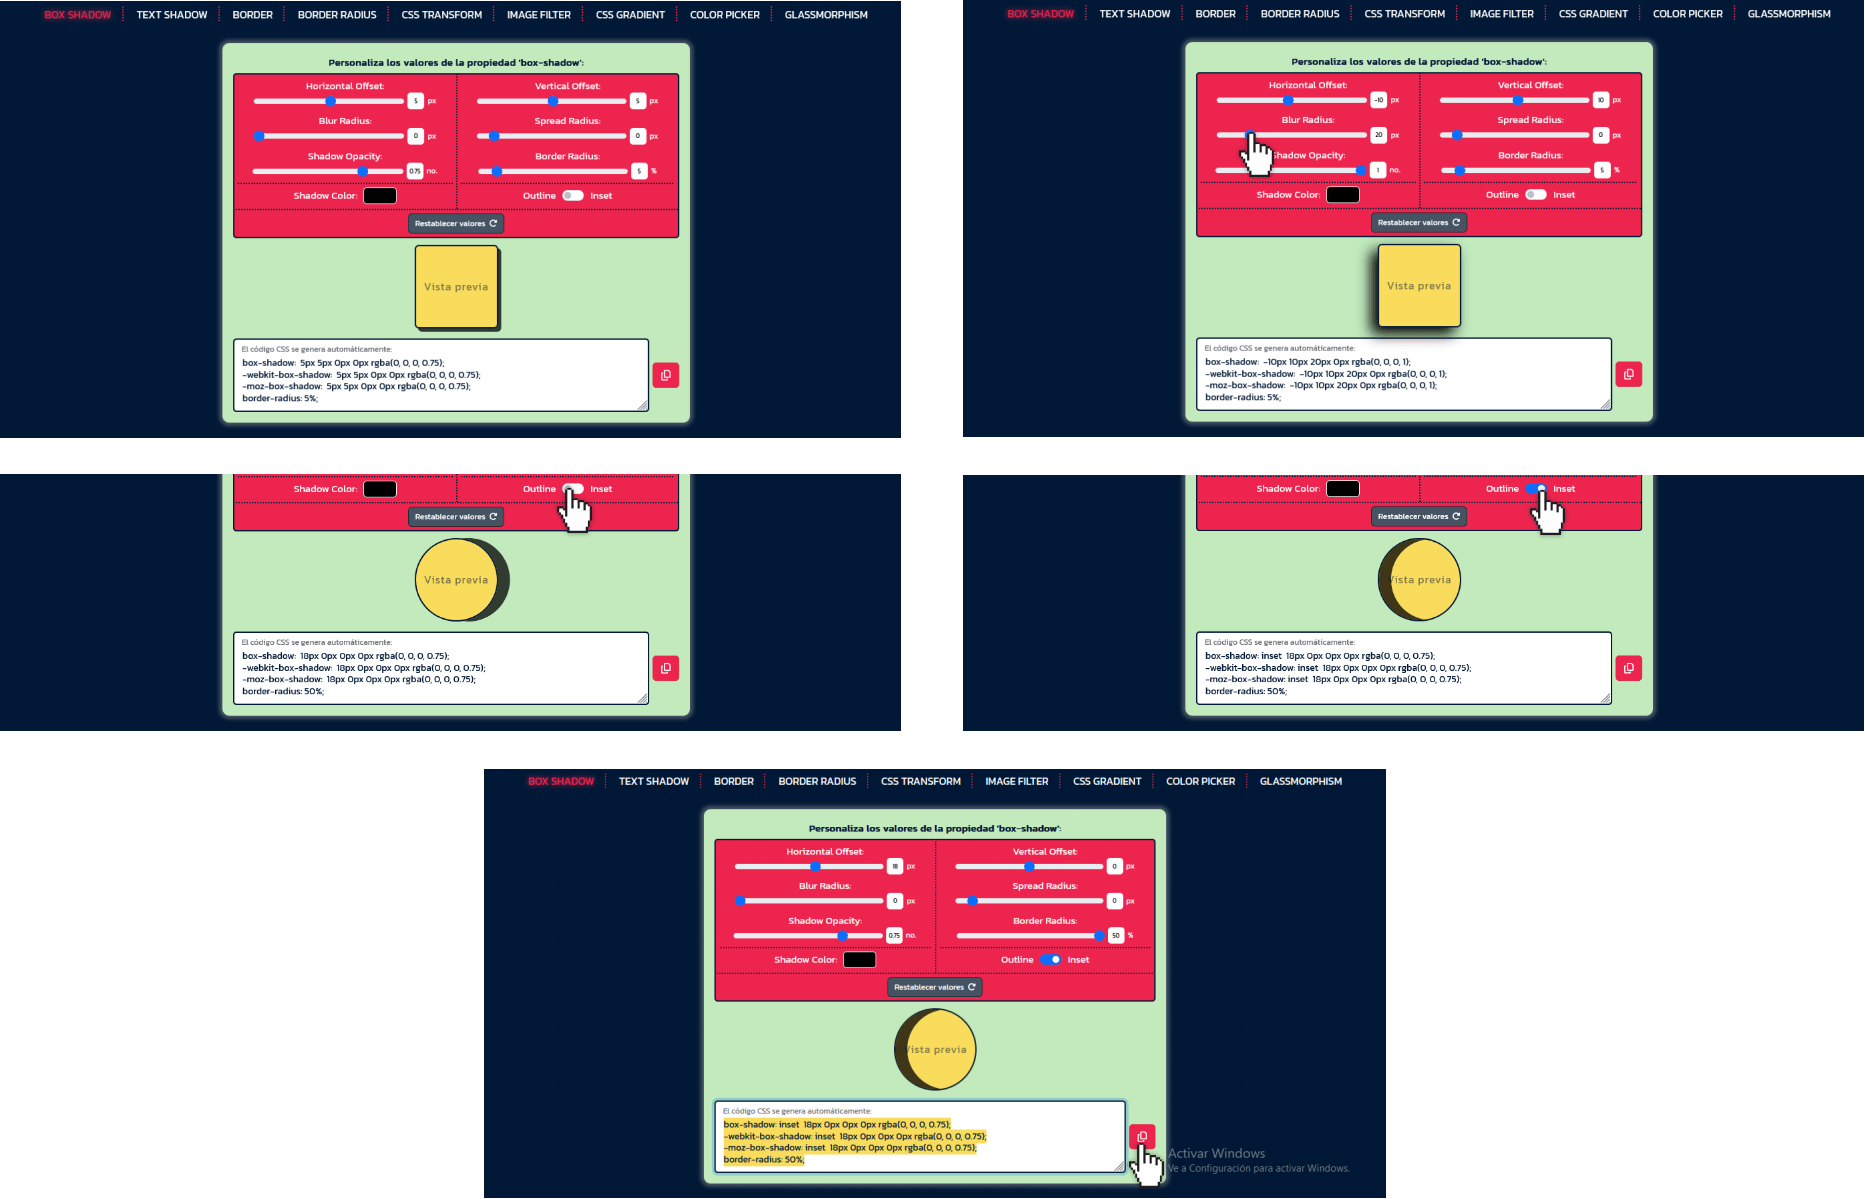 BOX SHADOW TEXT SHADOW BORDER BORDER RADIUS CSS TRANSFORM IMAGE FILTER CSS GRADIENT COLOR PICKER GLASSMORPHISM
Personaliza los valores de la propiedad 'box-shadow':
Horizontal Offset: Vertical Offset:
5 px 5 px
Blur Radius: Spread Radius:
0 px 0 px
Shadow Opacity: Border Radius:
0.75 no. 5 %
Shadow Color: Outline Inset
Restablecer valores
Vista previa
El código CSS se genera automáticamente:
box-shadow: 5px 5px 0px 0px rgba(0, 0, 0, 0.75);
-webkit-box-shadow: 5px 5px 0px 0px rgba(0, 0, 0, 0.75);
-moz-box-shadow: 5px 5px 0px 0px rgba(0, 0, 0, 0.75);
border-radius: 5%;
BOX SHADOW TEXT SHADOW BORDER BORDER RADIUS CSS TRANSFORM IMAGE FILTER CSS GRADIENT COLOR PICKER GLASSMORPHISM
Personaliza los valores de la propiedad 'box-shadow':
Horizontal Offset: Vertical Offset:
-10 px 10 px
Blur Radius: Spread Radius:
20 px 0 px
Shadow Opacity: Border Radius:
1 no. 5 %
Shadow Color: Outline Inset
Restablecer valores
Vista previa
El código CSS se genera automáticamente:
box-shadow: -10px 10px 20px 0px rgba(0, 0, 0, 1);
-webkit-box-shadow: -10px 10px 20px 0px rgba(0, 0, 0, 1);
-moz-box-shadow: -10px 10px 20px 0px rgba(0, 0, 0, 1);
border-radius: 5%;
Shadow Color: Outline Inset
Restablecer valores
Vista previa
El código CSS se genera automáticamente:
box-shadow: 18px 0px 0px 0px rgba(0, 0, 0, 0.75);
-webkit-box-shadow: 18px 0px 0px 0px rgba(0, 0, 0, 0.75);
-moz-box-shadow: 18px 0px 0px 0px rgba(0, 0, 0, 0.75);
border-radius: 50%;
Shadow Color: Outline Inset
Restablecer valores
Vista previa
El código CSS se genera automáticamente:
box-shadow: inset 18px 0px 0px 0px rgba(0, 0, 0, 0.75);
-webkit-box-shadow: inset 18px 0px 0px 0px rgba(0, 0, 0, 0.75);
-moz-box-shadow: inset 18px 0px 0px 0px rgba(0, 0, 0, 0.75);
border-radius: 50%;
BOX SHADOW TEXT SHADOW BORDER BORDER RADIUS CSS TRANSFORM IMAGE FILTER CSS GRADIENT COLOR PICKER GLASSMORPHISM
Personaliza los valores de la propiedad 'box-shadow':
Horizontal Offset: Vertical Offset:
18 px 0 px
Blur Radius: Spread Radius:
0 px 0 px
Shadow Opacity: Border Radius:
0.75 no. 50 %
Shadow Color: Outline Inset
Restablecer valores
Vista previa
El código CSS se genera automáticamente:
box-shadow: inset 18px 0px 0px 0px rgba(0, 0, 0, 0.75);
-webkit-box-shadow: inset 18px 0px 0px 0px rgba(0, 0, 0, 0.75);
-moz-box-shadow: inset 18px 0px 0px 0px rgba(0, 0, 0, 0.75);
border-radius: 50%;
Activar Windows
Ve a Configuración para activar Windows.